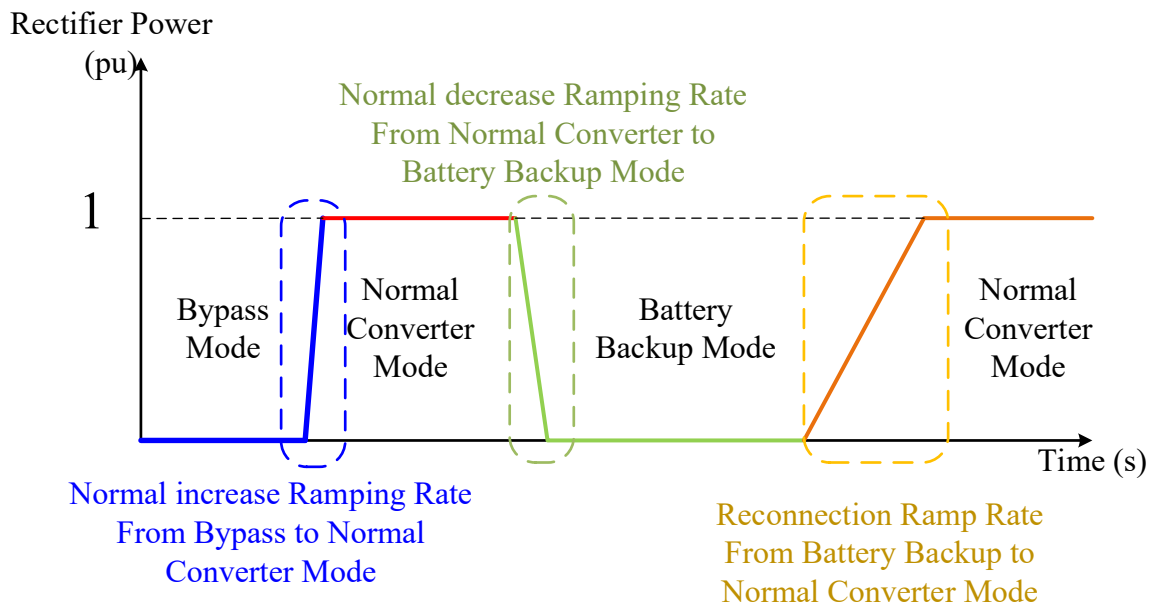 Rectifier Power
(pu)
Normal decrease Ramping Rate
From Normal Converter to
Battery Backup Mode
1
Bypass
Mode
Normal
Converter
Mode
Battery
Backup Mode
Normal
Converter
Mode
Time (s)
Normal increase Ramping Rate
From Bypass to Normal
Converter Mode
Reconnection Ramp Rate
From Battery Backup to
Normal Converter Mode